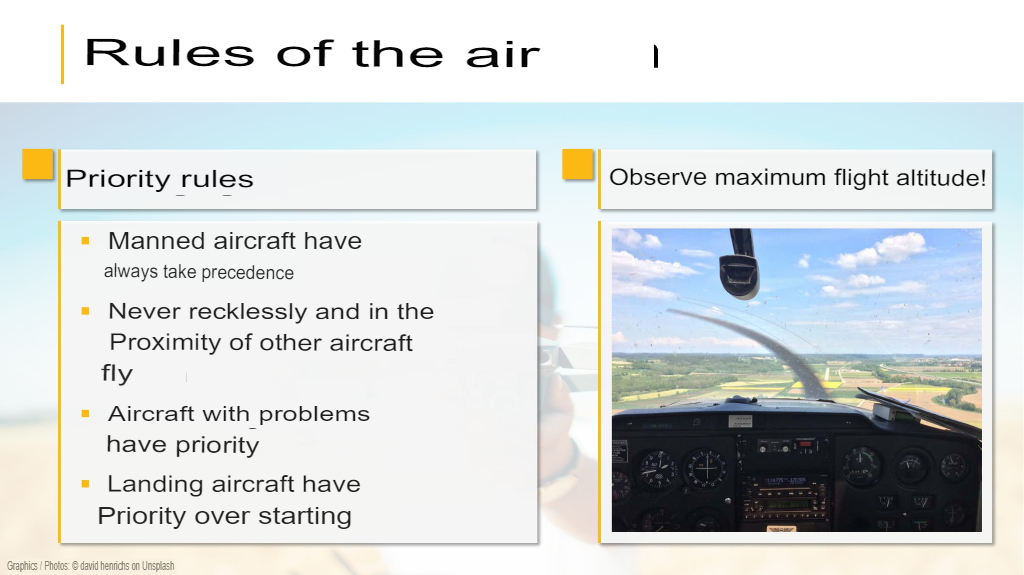 Rules of the air
Priority rules
Observe maximum flight altitude!
Manned aircraft have
always take precedence
Never recklessly and in the
Proximity of other aircraft
fly
Aircraft with problems
have priority
Landing aircraft have
Priority over starting
Graphics / Photos: © david henrichs on Unsplash